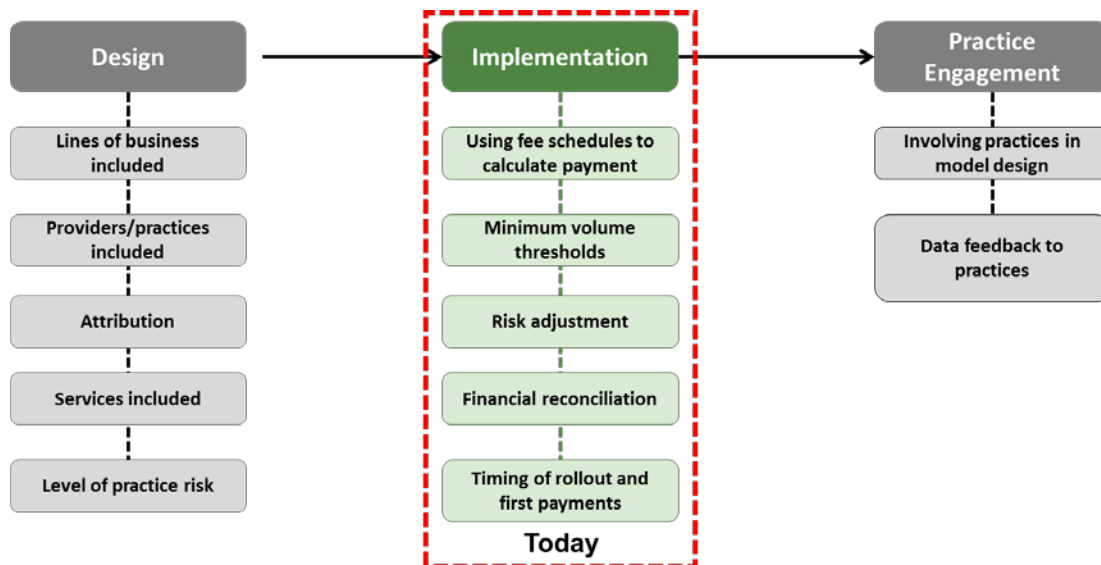 Design
Lines of business
included
Providers/practices
included
Attribution
Services included
Level of practice risk
Implementation
Using fee schedules to
calculate payment
Minimum volume
thresholds
Risk adjustment
Financial reconciliation
Timing of rollout and
first payments
Today
Practice
Engagement
Involving practices in
model design
Data feedback to
practices